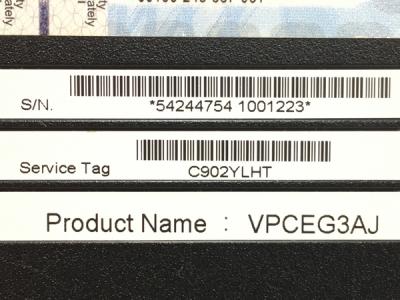 S/N. *54244754 1001223*
Service Tag C902YLHT
Product Name : VPCEG3AJ